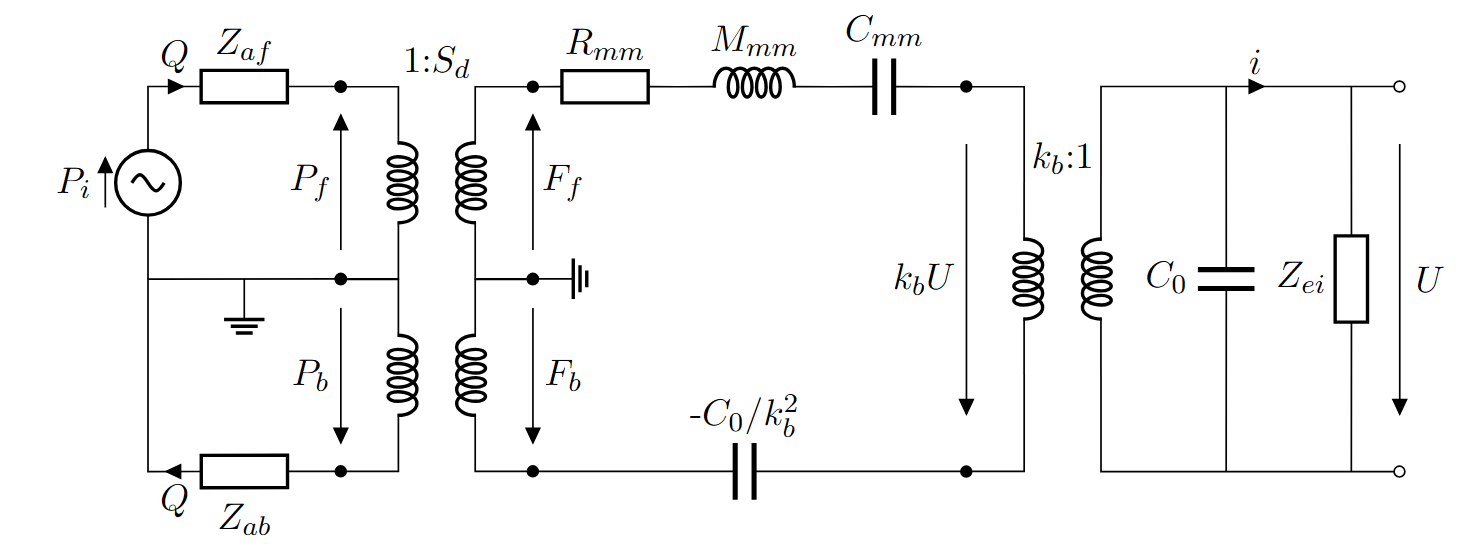 Q
Z_{af}
1:S_d
R_{mm}
M_{mm}
C_{mm}
i
P_i
P_f
F_f
k_b:1
k_bU
C_0
Z_{ei}
U
P_b
F_b
-C_0/k_b^2
Q
Z_{ab}